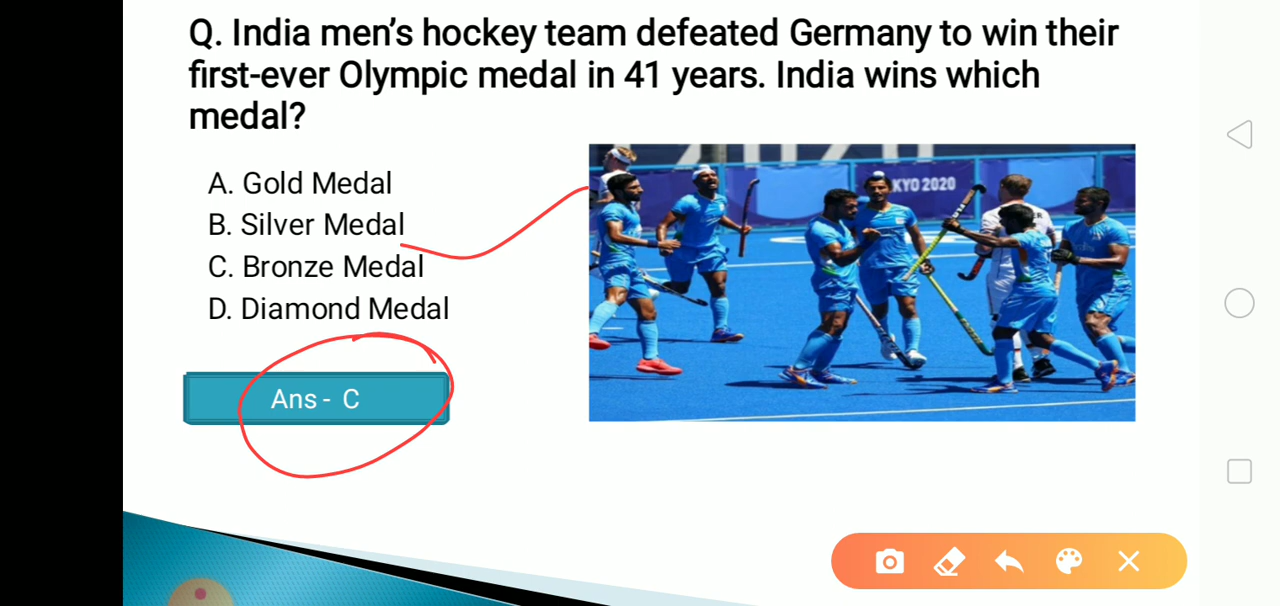 Q. India men’s hockey team defeated Germany to win their
first-ever Olympic medal in 41 years. India wins which
medal?
A. Gold Medal
B. Silver Medal
C. Bronze Medal
D. Diamond Medal
Ans - C
KYO 2020